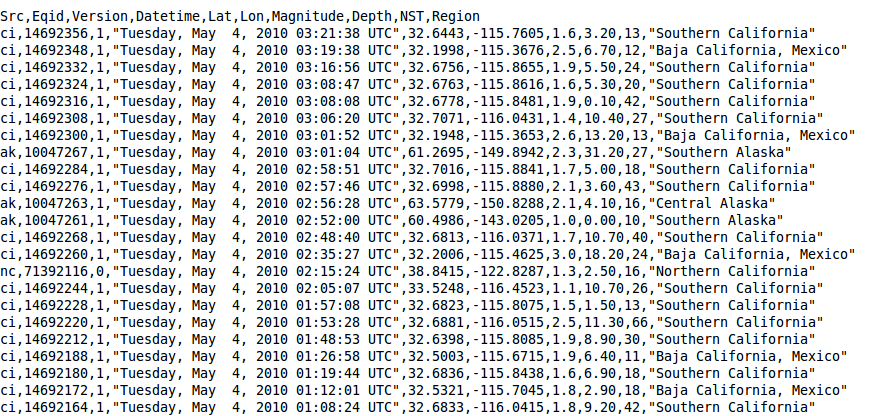 Src,Eqid,Version,Datetime,Lat,Lon,Magnitude,Depth,NST,Region
ci,14692356,1,"Tuesday, May  4, 2010 03:21:38 UTC",32.6443,-115.7605,1.6,3.20,13,"Southern California"
ci,14692348,1,"Tuesday, May  4, 2010 03:19:38 UTC",32.1998,-115.3676,2.5,6.70,12,"Baja California, Mexico"
ci,14692332,1,"Tuesday, May  4, 2010 03:16:56 UTC",32.6756,-115.8655,1.9,5.50,24,"Southern California"
ci,14692324,1,"Tuesday, May  4, 2010 03:08:47 UTC",32.6763,-115.8616,1.6,5.30,20,"Southern California"
ci,14692316,1,"Tuesday, May  4, 2010 03:08:08 UTC",32.6778,-115.8481,1.9,0.10,42,"Southern California"
ci,14692308,1,"Tuesday, May  4, 2010 03:06:20 UTC",32.7071,-116.0431,1.4,10.40,27,"Southern California"
ci,14692300,1,"Tuesday, May  4, 2010 03:01:52 UTC",32.1948,-115.3653,2.6,13.20,13,"Baja California, Mexico"
ak,10047267,1,"Tuesday, May  4, 2010 03:01:04 UTC",61.2695,-149.8942,2.3,31.20,27,"Southern Alaska"
ci,14692284,1,"Tuesday, May  4, 2010 02:58:51 UTC",32.7016,-115.8841,1.7,5.00,18,"Southern California"
ci,14692276,1,"Tuesday, May  4, 2010 02:57:46 UTC",32.6998,-115.8880,2.1,3.60,43,"Southern California"
ak,10047263,1,"Tuesday, May  4, 2010 02:56:28 UTC",63.5779,-150.8288,2.1,4.10,16,"Central Alaska"
ak,10047261,1,"Tuesday, May  4, 2010 02:52:00 UTC",60.4986,-143.0205,1.0,0.00,10,"Southern Alaska"
ci,14692268,1,"Tuesday, May  4, 2010 02:48:40 UTC",32.6813,-116.0371,1.7,10.70,40,"Southern California"
ci,14692260,1,"Tuesday, May  4, 2010 02:35:27 UTC",32.2006,-115.4625,3.0,18.20,24,"Baja California, Mexico"
nc,71392116,0,"Tuesday, May  4, 2010 02:15:24 UTC",38.8415,-122.8287,1.3,2.50,16,"Northern California"
ci,14692244,1,"Tuesday, May  4, 2010 02:05:07 UTC",33.5248,-116.4523,1.1,10.70,26,"Southern California"
ci,14692228,1,"Tuesday, May  4, 2010 01:57:08 UTC",32.6823,-115.8075,1.5,1.50,13,"Southern California"
ci,14692220,1,"Tuesday, May  4, 2010 01:53:28 UTC",32.6881,-116.0515,2.5,11.30,66,"Southern California"
ci,14692212,1,"Tuesday, May  4, 2010 01:48:53 UTC",32.6398,-115.8085,1.9,8.90,30,"Southern California"
ci,14692188,1,"Tuesday, May  4, 2010 01:26:58 UTC",32.5003,-115.6715,1.9,6.40,11,"Baja California, Mexico"
ci,14692180,1,"Tuesday, May  4, 2010 01:19:44 UTC",32.6836,-115.8438,1.6,6.90,18,"Southern California"
ci,14692172,1,"Tuesday, May  4, 2010 01:12:01 UTC",32.5321,-115.7045,1.8,2.90,18,"Baja California, Mexico"
ci,14692164,1,"Tuesday, May  4, 2010 01:08:24 UTC",32.6833,-116.0415,1.8,9.20,42,"Southern California"